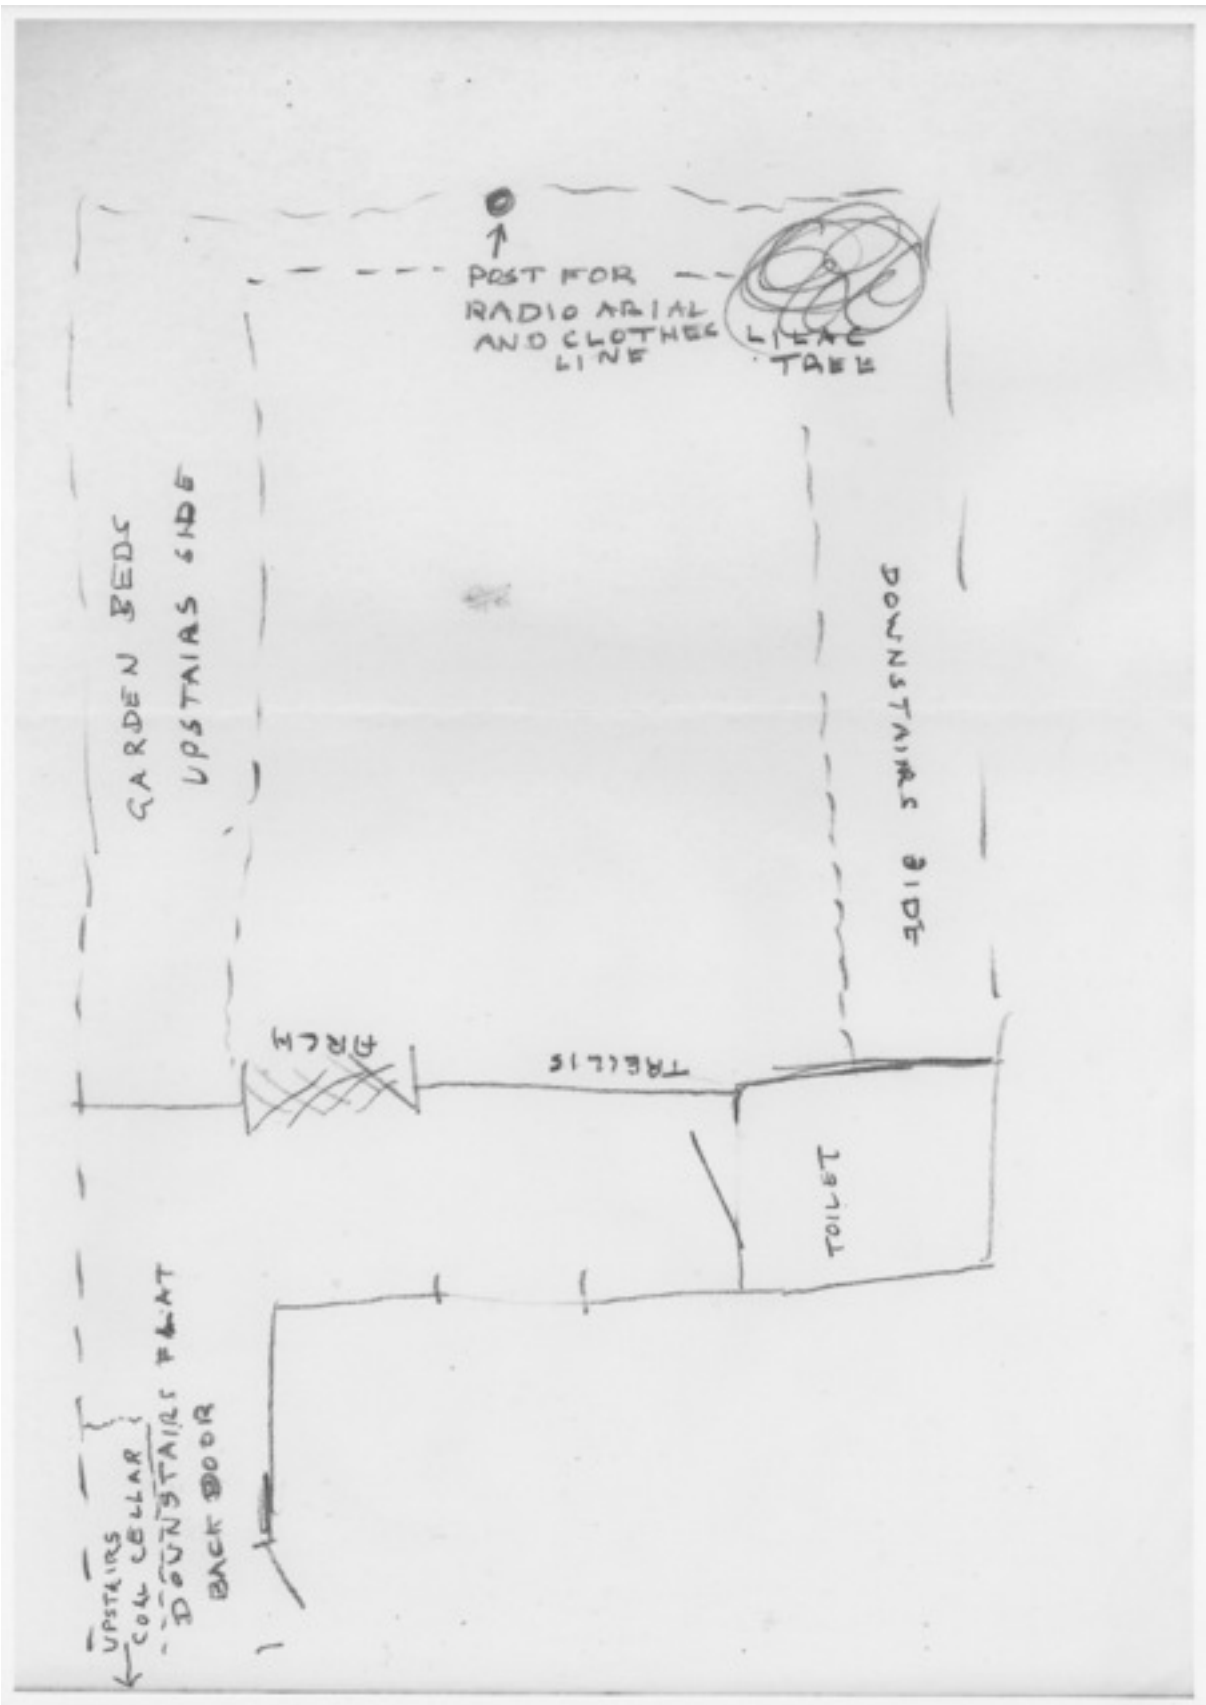 POST FOR
RADIO ARIAL
AND CLOTHES
LINE
LILAC
TREE
GARDEN BEDS
UPSTAIRS SIDE
DOWNSTAIRS SIDE
ARCH
TRELLIS
TOILET
UPSTAIRS
COAL CELLAR
DOWNSTAIRS FLAT
BACK DOOR